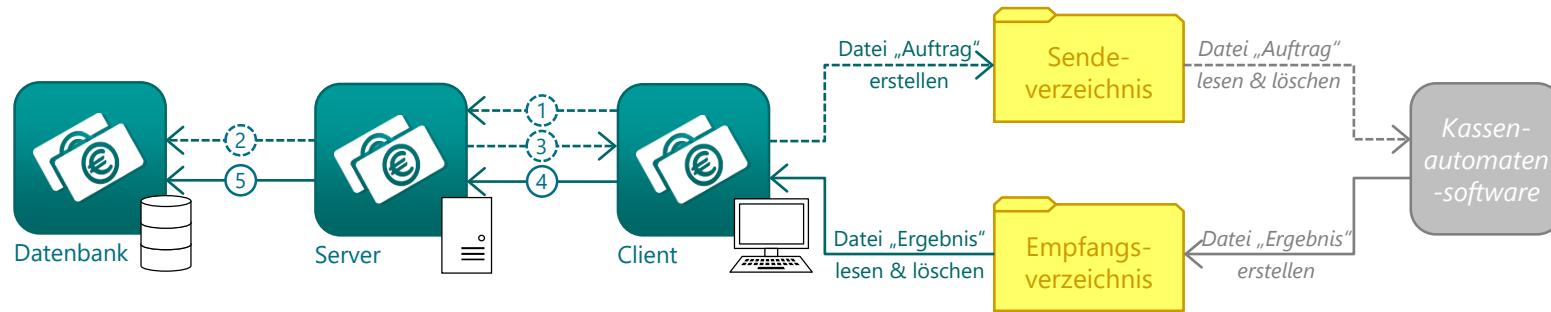 Datei „Auftrag“
erstellen
Sende-
verzeichnis
Datei „Auftrag“
lesen & löschen
1
2
3
4
5
€
€
€
Kassen-
automaten
-software
Datenbank
Server
Client
Datei „Ergebnis“
lesen & löschen
Empfangs-
verzeichnis
Datei „Ergebnis“
erstellen